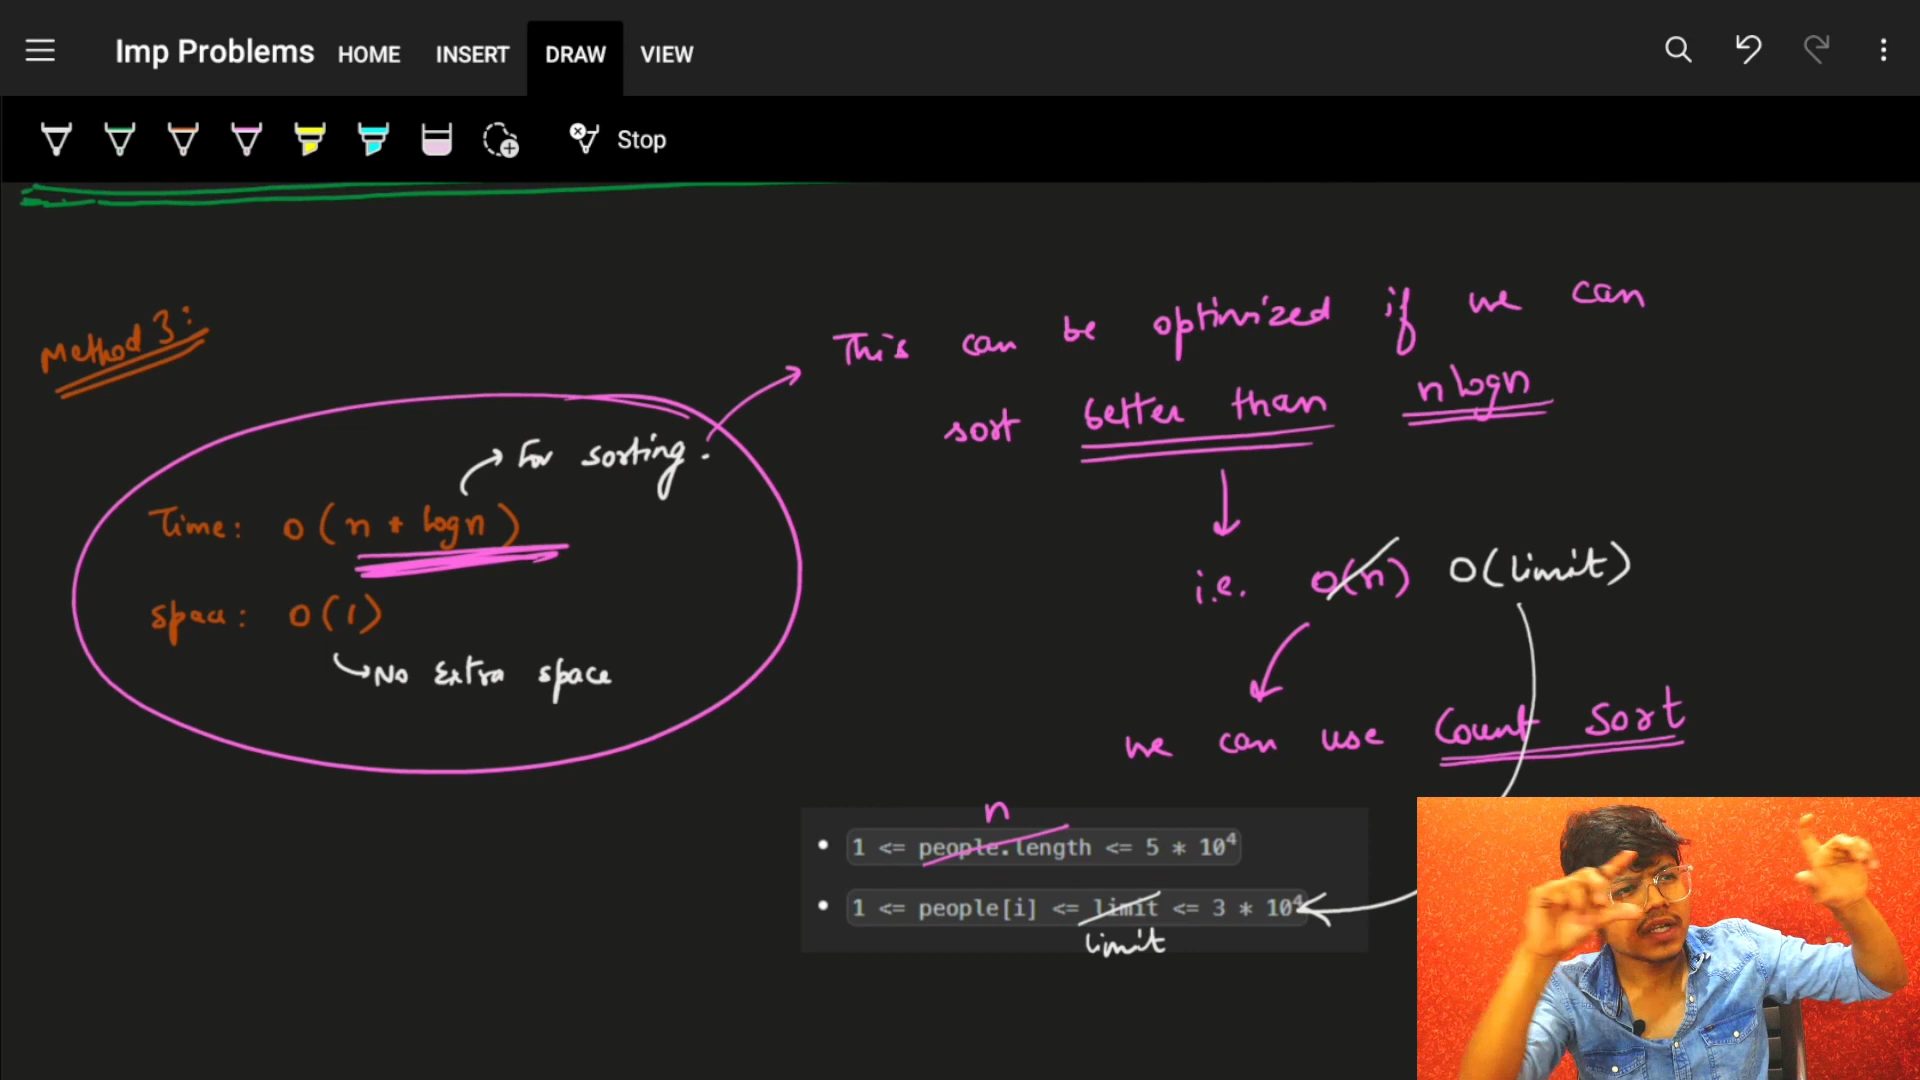 Imp Problems HOME INSERT DRAW VIEW
Stop
Method 3:
This can be optimized if we can
sort better than nlogn
For sorting.
Time: O(n * logn)
i.e. O(n) O(limit)
space: O(1)
No Extra space
we can use Count Sort
n
1 <= people.length <= 5 * 10⁴
1 <= people[i] <= limit <= 3 * 10⁴
limit